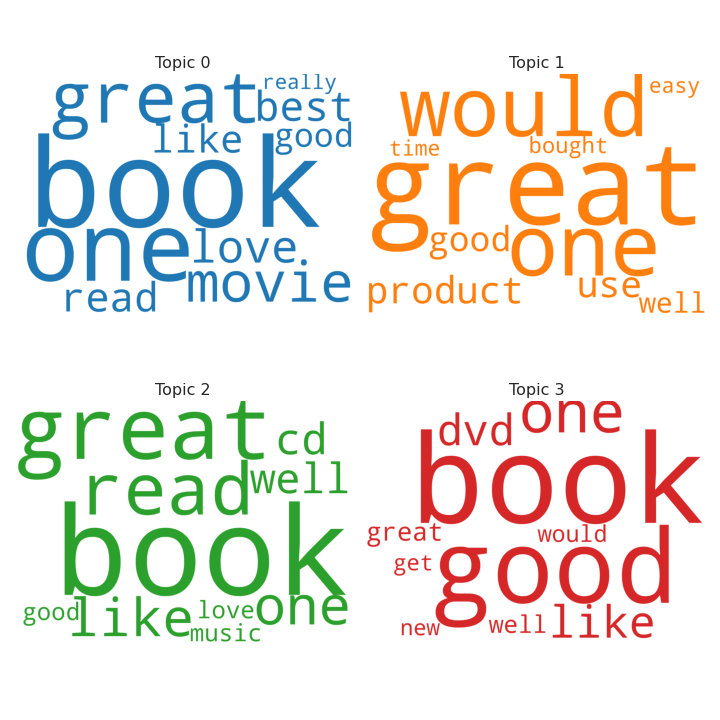 Topic 0
really
great best
like good
book
one love
read movie
Topic 1
would easy
time bought
great
good one
product use well
Topic 2
great cd
read well
book
good like love one
music
Topic 3
dvd one
book
great would
get good
new well like